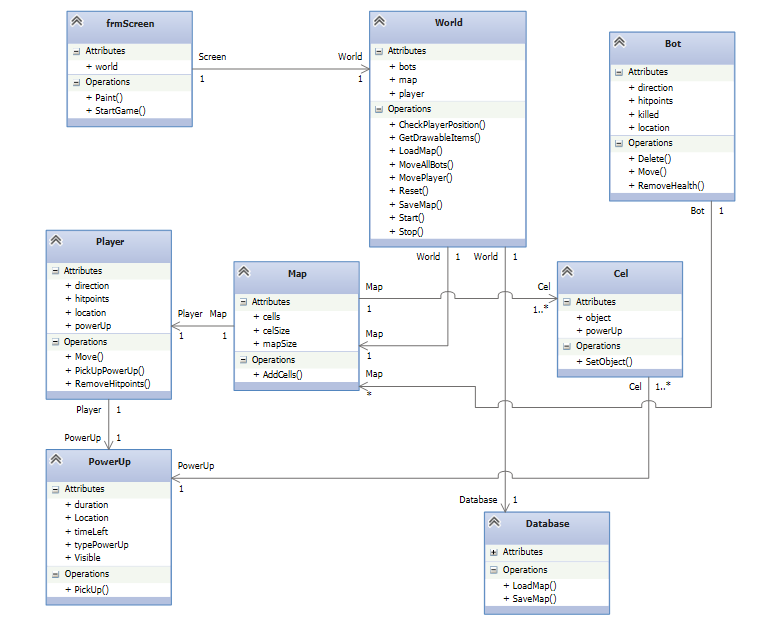 frmScreen
Attributes
+ world
Operations
+ Paint()
+ StartGame()
Screen
World
1
1
World
Attributes
+ bots
+ map
+ player
Operations
+ CheckPlayerPosition()
+ GetDrawableItems()
+ LoadMap()
+ MoveAllBots()
+ MovePlayer()
+ Reset()
+ SaveMap()
+ Start()
+ Stop()
Bot
Attributes
+ direction
+ hitpoints
+ killed
+ location
Operations
+ Delete()
+ Move()
+ RemoveHealth()
Bot 1
World 1
World 1
Player
Attributes
+ direction
+ hitpoints
+ location
+ powerUp
Operations
+ Move()
+ PickUpPowerUp()
+ RemoveHitpoints()
Player Map
1 1
Map
Attributes
+ cells
+ celSize
+ mapSize
Operations
+ AddCells()
Map
1
Cel
1..*
Map
1
Map
*
Cel
Attributes
+ object
+ powerUp
Operations
+ SetObject()
Cel 1..*
Player 1
PowerUp 1
PowerUp
1
PowerUp
Attributes
+ duration
+ Location
+ timeLeft
+ typePowerUp
+ Visible
Operations
+ PickUp()
Database 1
Database
Attributes
Operations
+ LoadMap()
+ SaveMap()